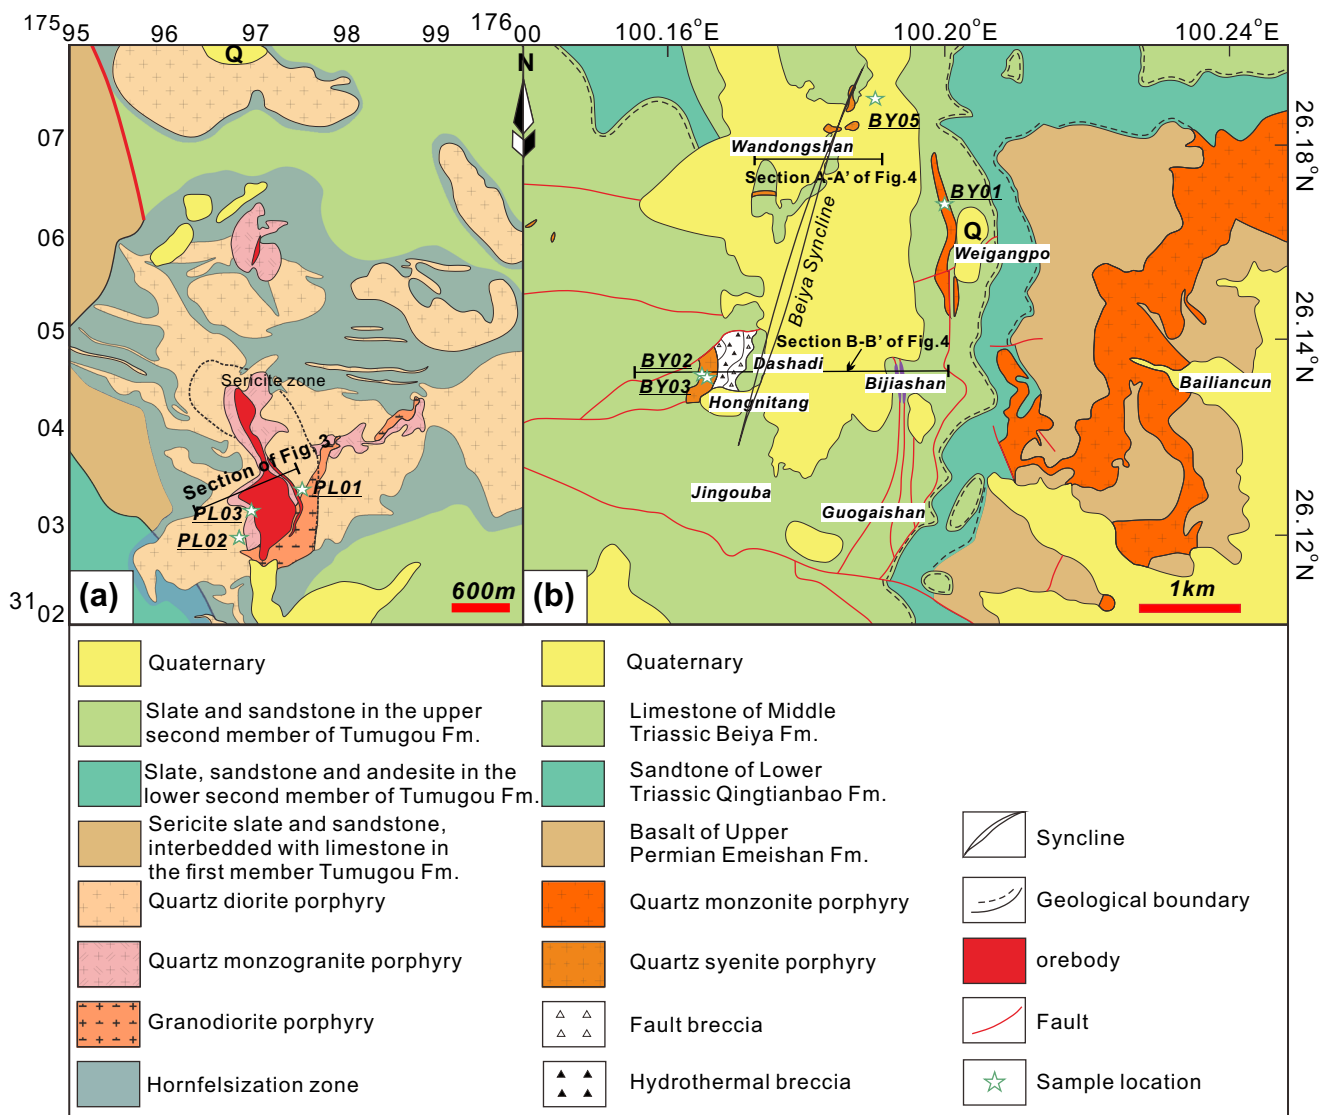 175
95 96 97 98 99 176 00 100.16°E 100.20°E 100.24°E
07
06
05
04
03
31 02
26.18°N
26.14°N
26.12°N
Q
N
Sericite zone
Section of Fig. 3
PL01
PL03
PL02
(a)
600m
BY05
Wandongshan
Section A-A' of Fig.4
BY01
Q
Weigangpo
Beiya Syncline
Section B-B' of Fig.4
BY02
BY03
Dashadi
Hongnitang
Bijiashan
Bailiancun
Jingouba
Guogaishan
(b)
1km
Quaternary
Slate and sandstone in the upper
second member of Tumugou Fm.
Slate, sandstone and andesite in the
lower second member of Tumugou Fm.
Sericite slate and sandstone,
interbedded with limestone in
the first member Tumugou Fm.
Quartz diorite porphyry
Quartz monzogranite porphyry
Granodiorite porphyry
Hornfelsization zone
Quaternary
Limestone of Middle
Triassic Beiya Fm.
Sandtone of Lower
Triassic Qingtianbao Fm.
Basalt of Upper
Permian Emeishan Fm.
Quartz monzonite porphyry
Quartz syenite porphyry
Fault breccia
Hydrothermal breccia
Syncline
Geological boundary
orebody
Fault
Sample location